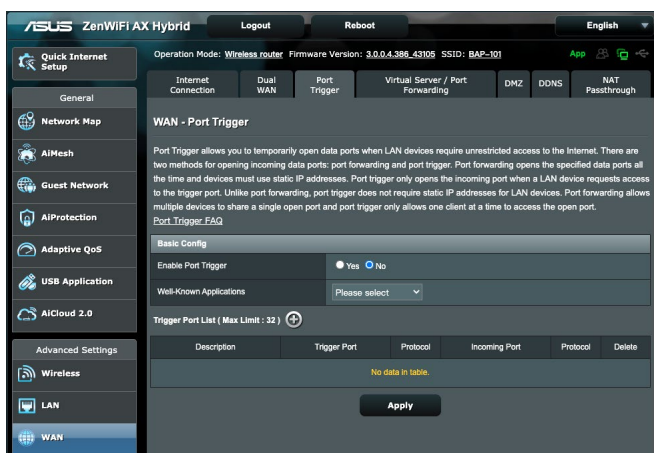 ASUS ZenWiFi AX Hybrid Logout Reboot English
Quick Internet Setup
Operation Mode: Wireless router Firmware Version: 3.0.0.4.386_43105 SSID: BAP-101 App
Internet Connection Dual WAN Port Trigger Virtual Server / Port Forwarding DMZ DDNS NAT Passthrough
General
Network Map
AiMesh
Guest Network
AiProtection
Adaptive QoS
USB Application
AiCloud 2.0
Advanced Settings
Wireless
LAN
WAN
WAN - Port Trigger
Port Trigger allows you to temporarily open data ports when LAN devices require unrestricted access to the Internet. There are
two methods for opening incoming data ports: port forwarding and port trigger. Port forwarding opens the specified data ports all
the time and devices must use static IP addresses. Port trigger only opens the incoming port when a LAN device requests access
to the trigger port. Unlike port forwarding, port trigger does not require static IP addresses for LAN devices. Port forwarding allows
multiple devices to share a single open port and port trigger only allows one client at a time to access the open port.
Port Trigger FAQ
Basic Config
Enable Port Trigger Yes No
Well-Known Applications Please select
Trigger Port List ( Max Limit : 32 )
Description Trigger Port Protocol Incoming Port Protocol Delete
No data in table.
Apply